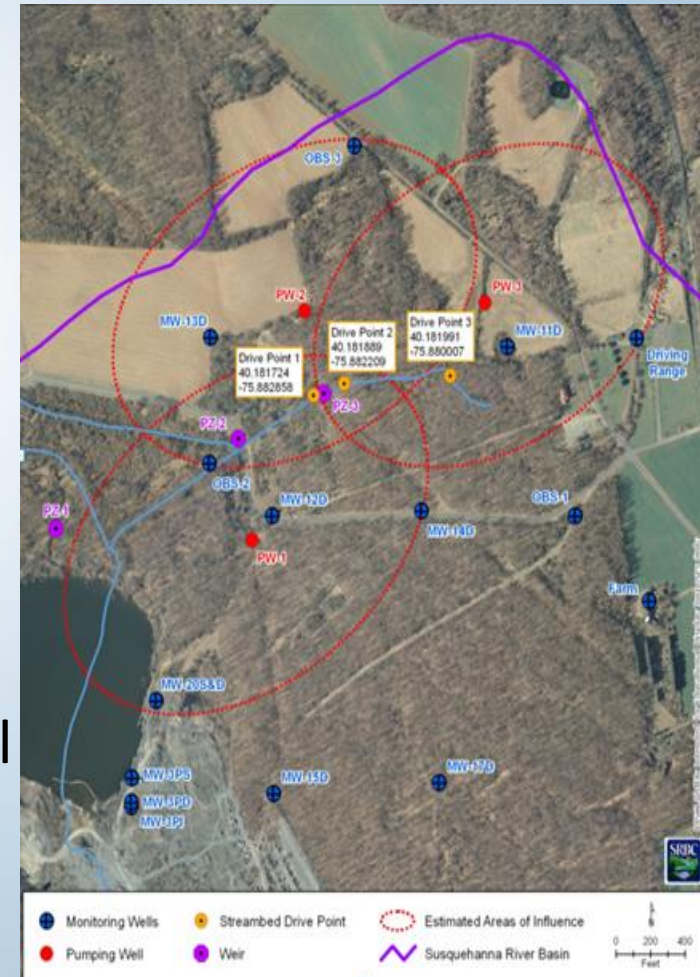 OBS-3
PW-2
PW-3
MW-13D
MW-11D
Driving
Range
Drive Point 1
40.181724
-75.882858
Drive Point 2
40.181889
-75.882209
Drive Point 3
40.181991
-75.880007
PZ-3
PZ-2
OBS-2
PZ-1
MW-12D
MW-14D
OBS-1
PW-1
Farm
MW-20S&D
MW-3PS
MW-3PD
MW-3PI
MW-15D
MW-17D
SRBC
Monitoring Wells
Streambed Drive Point
Estimated Areas of Influence
Pumping Well
Weir
Susquehanna River Basin
0 200 400
Feet